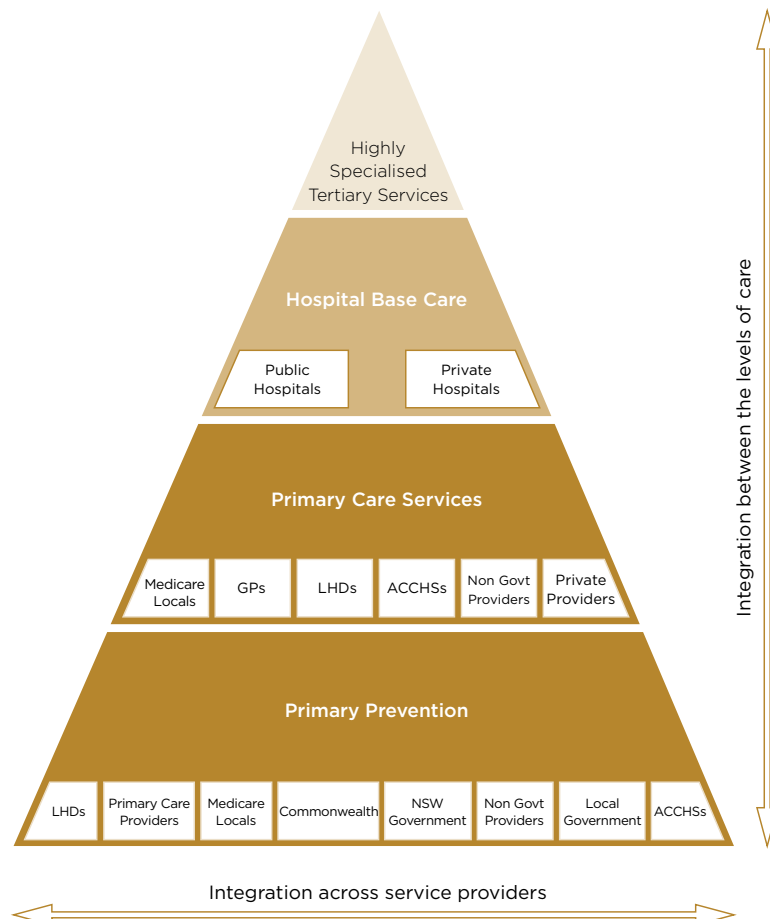 Highly
Specialised
Tertiary Services
Hospital Base Care
Public
Hospitals
Private
Hospitals
Primary Care Services
Medicare
Locals
GPs
LHDs
ACCHSs
Non Govt
Providers
Private
Providers
Primary Prevention
LHDs
Primary Care
Providers
Medicare
Locals
Commonwealth
NSW
Government
Non Govt
Providers
Local
Government
ACCHSs
Integration across service providers
Integration between the levels of care